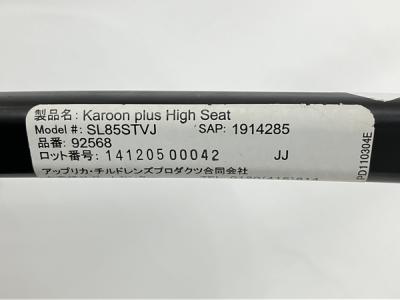 製品名: Karoon plus High Seat
Model #: SL85STVJ SAP: 1914285
品番: 92568
ロット番号: 14120500042 JJ
アップリカ・チルドレンズプロダクツ合同会社
PD110304E